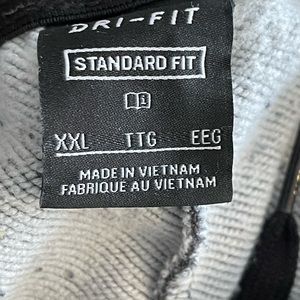 DRI-FIT
STANDARD FIT
XXL TTG EEG
MADE IN VIETNAM
FABRIQUE AU VIETNAM